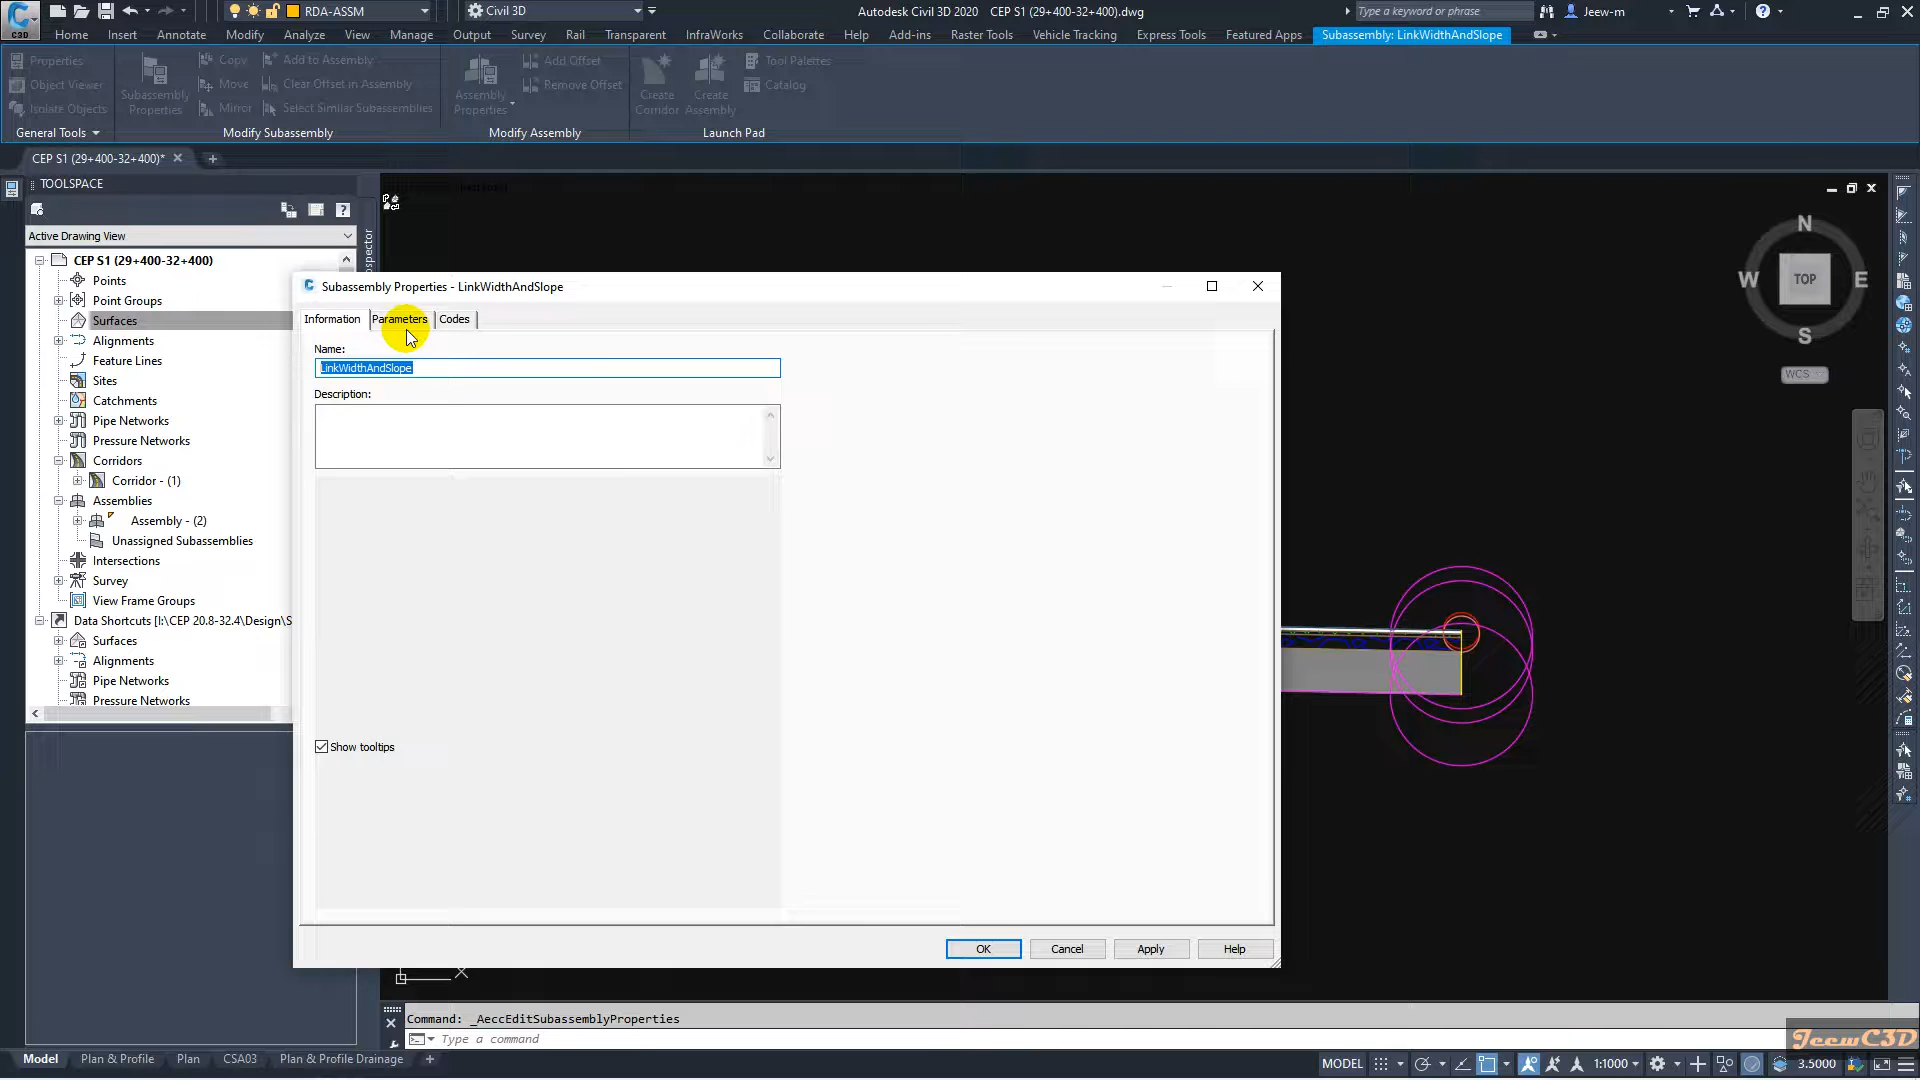 RDA-ASSM
Civil 3D
Autodesk Civil 3D 2020 CEP S1 (29+400-32+400).dwg
Type a keyword or phrase
Jeew-m
C3D
Home Insert Annotate Modify Analyze View Manage Output Survey Rail Transparent InfraWorks Collaborate Help Add-ins Raster Tools Vehicle Tracking Express Tools Featured Apps Subassembly: LinkWidthAndSlope
Properties
Object Viewer
Isolate Objects
General Tools
Subassembly Properties
Copy
Move
Mirror
Add to Assembly
Clear Offset in Assembly
Select Similar Subassemblies
Modify Subassembly
Assembly Properties
Add Offset
Remove Offset
Modify Assembly
Create Corridor
Create Assembly
Tool Palettes
Catalog
Launch Pad
CEP S1 (29+400-32+400)*
TOOLSPACE
Active Drawing View
CEP S1 (29+400-32+400)
Points
Point Groups
Surfaces
Alignments
Feature Lines
Sites
Catchments
Pipe Networks
Pressure Networks
Corridors
Corridor - (1)
Assemblies
Assembly - (2)
Unassigned Subassemblies
Intersections
Survey
View Frame Groups
Data Shortcuts [I:\CEP 20.8-32.4\Design\S
Surfaces
Alignments
Pipe Networks
Pressure Networks
Subassembly Properties - LinkWidthAndSlope
Information Parameters Codes
Name:
LinkWidthAndSlope
Description:
Show tooltips
OK Cancel Apply Help
N
W TOP E
S
WCS
X
Command: _AeccEditSubassemblyProperties
Type a command
JeewC3D
Model Plan & Profile Plan CSA03 Plan & Profile Drainage
MODEL 1:1000 3.5000